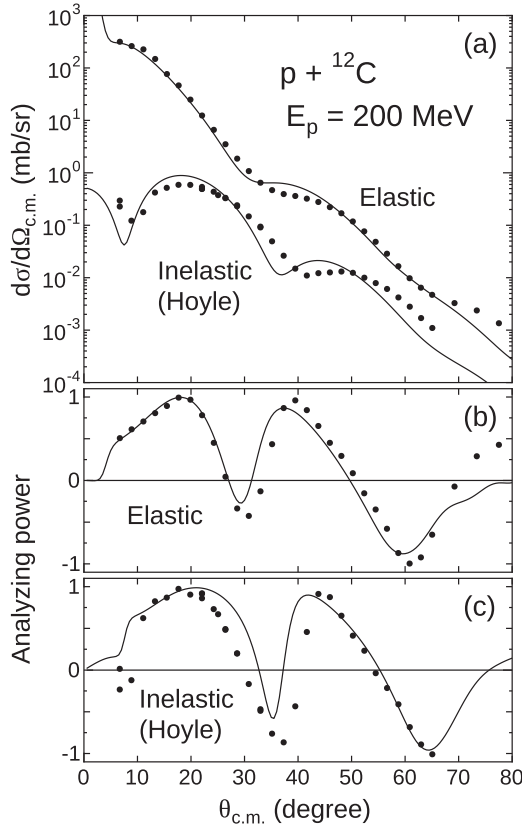 10³
(a)
p + ¹²C
10²
Eₚ = 200 MeV
10¹
dσ/dΩc.m. (mb/sr)
10⁰
Elastic
10⁻¹
Inelastic
(Hoyle)
10⁻²
10⁻³
10⁻⁴
1
(b)
0
Elastic
-1
Analyzing power
1
(c)
0
Inelastic
(Hoyle)
-1
0 10 20 30 40 50 60 70 80
θc.m. (degree)